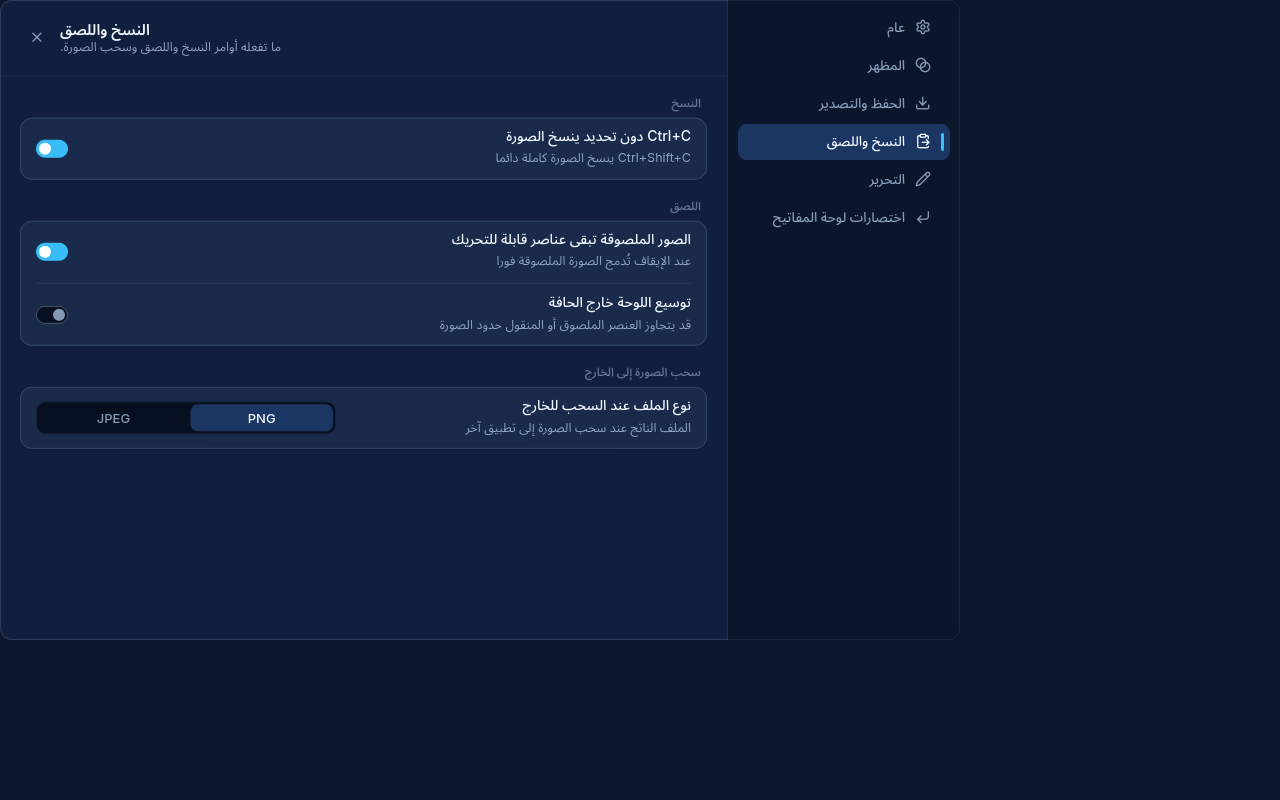 عام
المظهر
الحفظ والتصدير
النسخ واللصق
التحرير
اختصارات لوحة المفاتيح
النسخ واللصق
ما تفعله أوامر النسخ واللصق وسحب الصورة.
النسخ
Ctrl+C دون تحديد ينسخ الصورة
Ctrl+Shift+C ينسخ الصورة كاملة دائما
اللصق
الصور الملصوقة تبقى عناصر قابلة للتحريك
عند الإيقاف تُدمج الصورة الملصوقة فورا
توسيع اللوحة خارج الحافة
قد يتجاوز العنصر الملصوق أو المنقول حدود الصورة
سحب الصورة إلى الخارج
نوع الملف عند السحب للخارج
الملف الناتج عند سحب الصورة إلى تطبيق آخر
PNG
JPEG